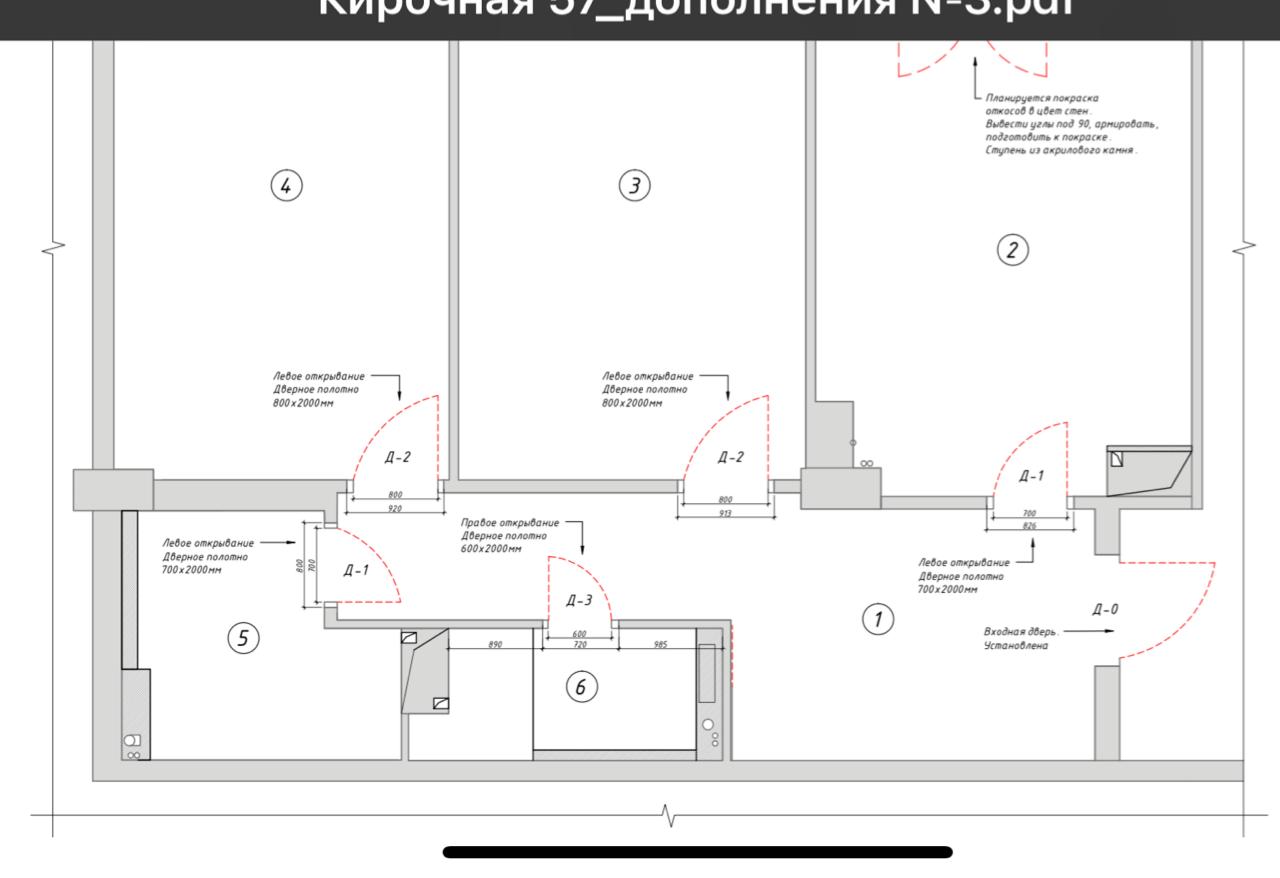 Кирочная 57_дополнения №3.pdf
Планируется покраска
откосов в цвет стен.
Вывести углы под 90, армировать,
подготовить к покраске.
Ступень из акрилового камня.
4
3
2
Левое открывание
Дверное полотно
800х2000мм
Левое открывание
Дверное полотно
800х2000мм
Д-2
Д-2
Д-1
800
920
800
913
700
826
Правое открывание
Дверное полотно
600х2000мм
Левое открывание
Дверное полотно
700х2000мм
800
700
Д-1
Левое открывание
Дверное полотно
700х2000мм
Д-3
Д-0
1
Входная дверь.
Установлена
5
600
890
720
985
6